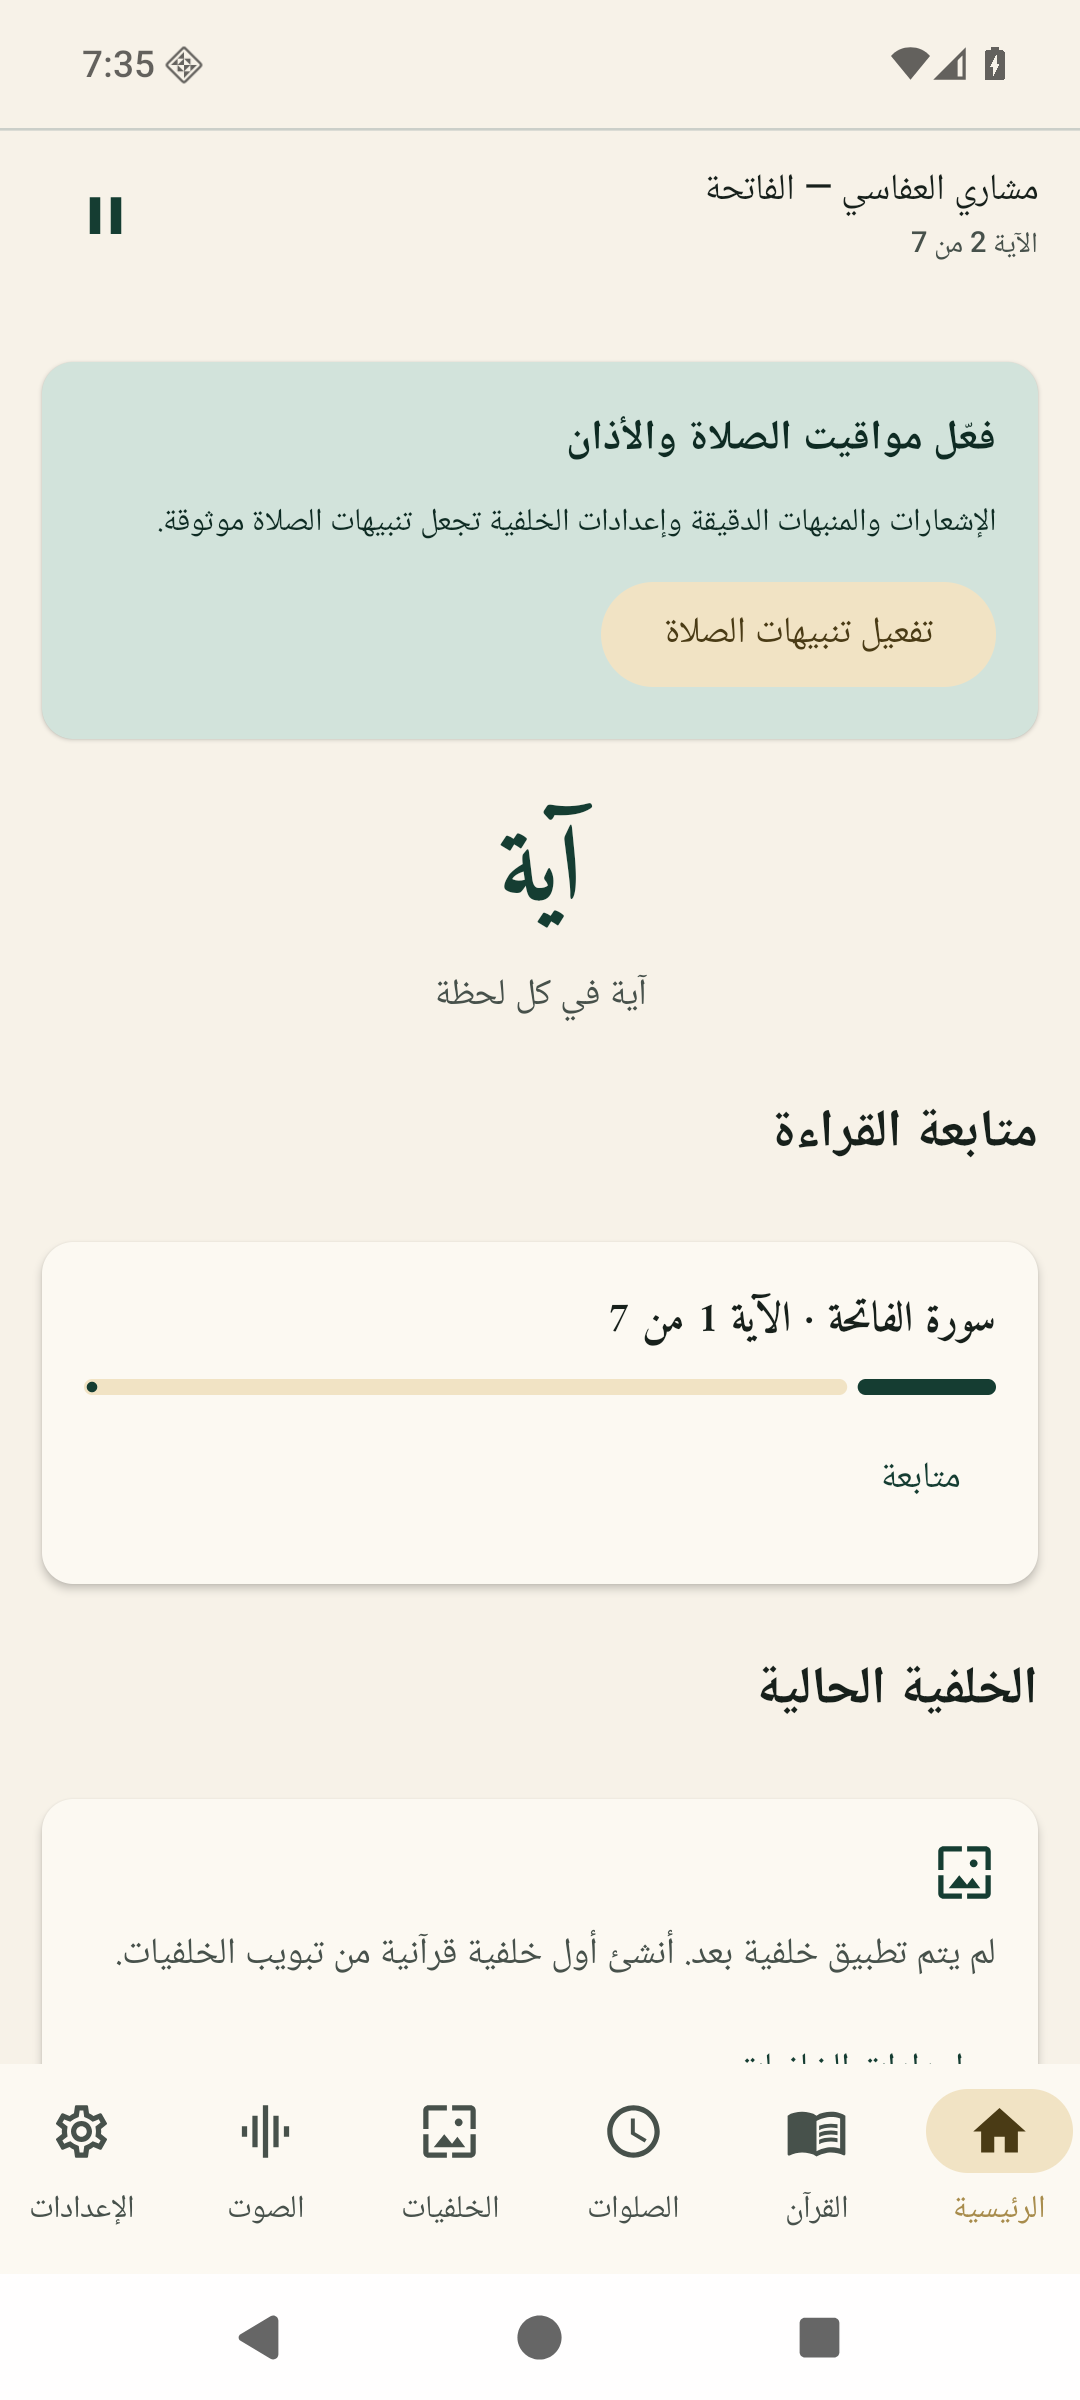 7:35
مشاري العفاسي — الفاتحة
الآية 2 من 7
فعّل مواقيت الصلاة والأذان
الإشعارات والمنبهات الدقيقة وإعدادات الخلفية تجعل تنبيهات الصلاة موثوقة.
تفعيل تنبيهات الصلاة
آية
آية في كل لحظة
متابعة القراءة
سورة الفاتحة · الآية 1 من 7
متابعة
الخلفية الحالية
لم يتم تطبيق خلفية بعد. أنشئ أول خلفية قرآنية من تبويب الخلفيات.
الرئيسية
القرآن
الصلوات
الخلفيات
الصوت
الإعدادات